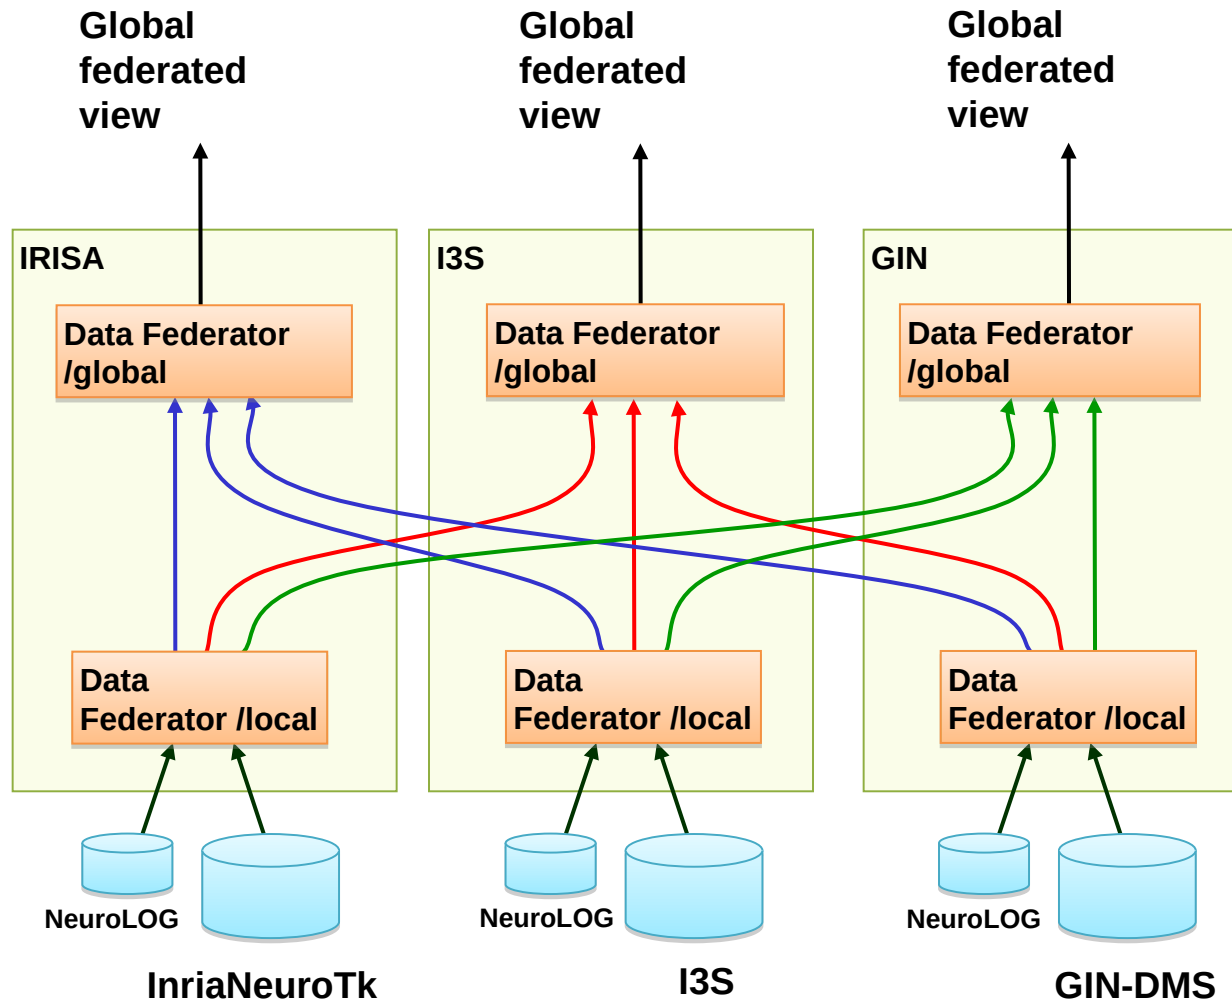 Global
federated
view
Global
federated
view
Global
federated
view
IRISA
I3S
GIN
Data Federator
/global
Data Federator
/global
Data Federator
/global
Data
Federator /local
Data
Federator /local
Data
Federator /local
NeuroLOG
NeuroLOG
NeuroLOG
InriaNeuroTk
I3S
GIN-DMS